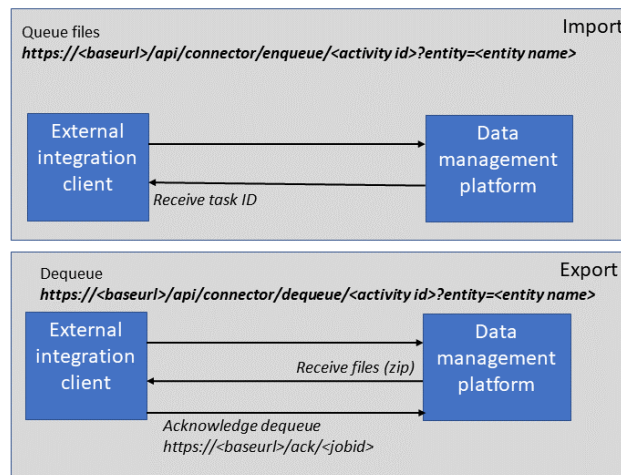 Import
Queue files
https://<baseurl>/api/connector/enqueue/<activity id>?entity=<entity name>
External
integration
client
Data
management
platform
Receive task ID
Export
Dequeue
https://<baseurl>/api/connector/dequeue/<activity id>?entity=<entity name>
External
integration
client
Data
management
platform
Receive files (zip)
Acknowledge dequeue
https://<baseurl>/ack/<jobid>